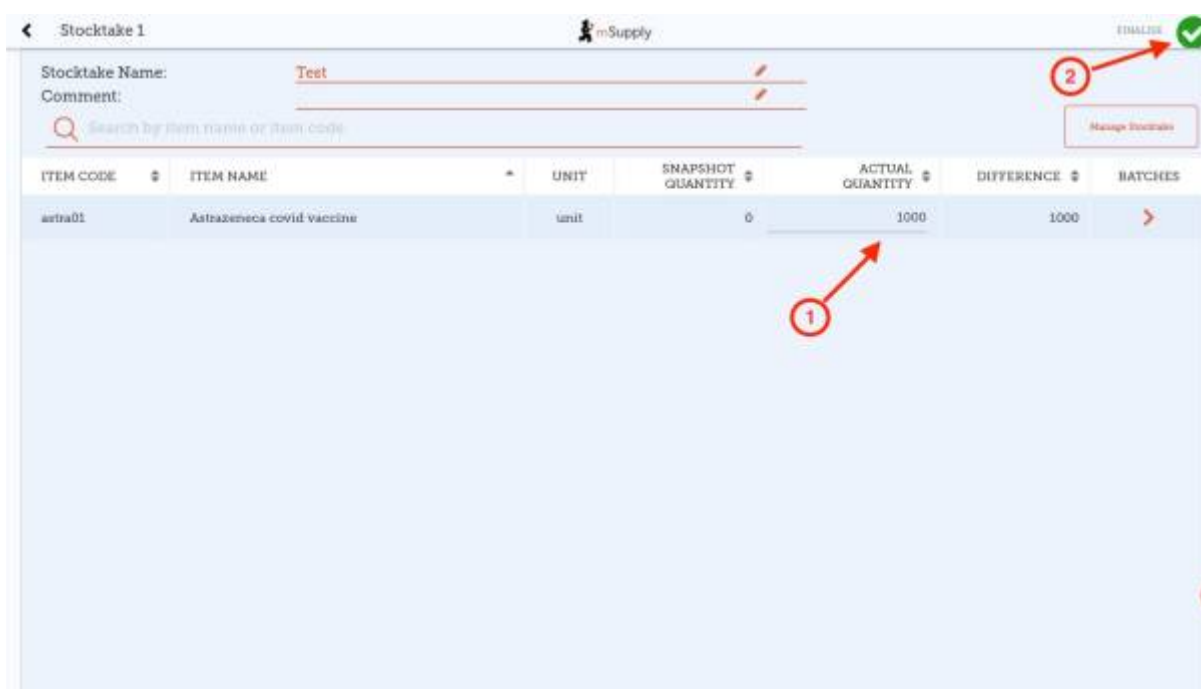 Stocktake 1
mSupply
FINALISE
Stocktake Name: Test
2
Comment:
Search by item name or item code
Manage Stocktake
ITEM CODE ITEM NAME UNIT SNAPSHOT QUANTITY ACTUAL QUANTITY DIFFERENCE BATCHES
astra01 Astrazeneca covid vaccine unit 0 1000 1000
1